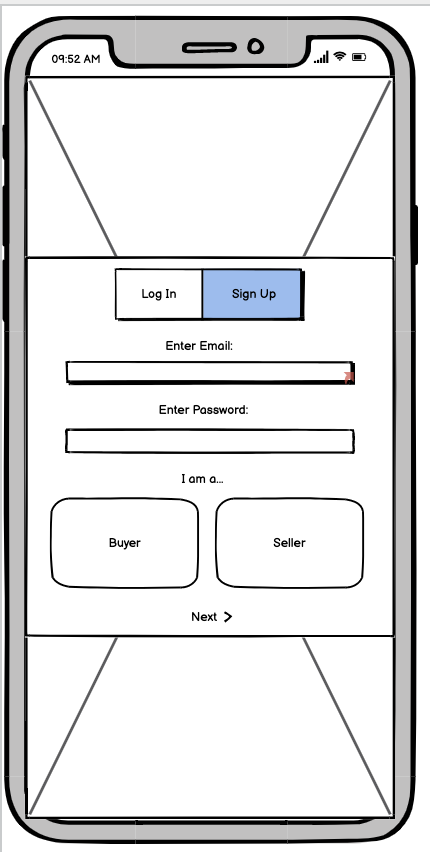 09:52 AM
Log In
Sign Up
Enter Email:
Enter Password:
I am a...
Buyer
Seller
Next >